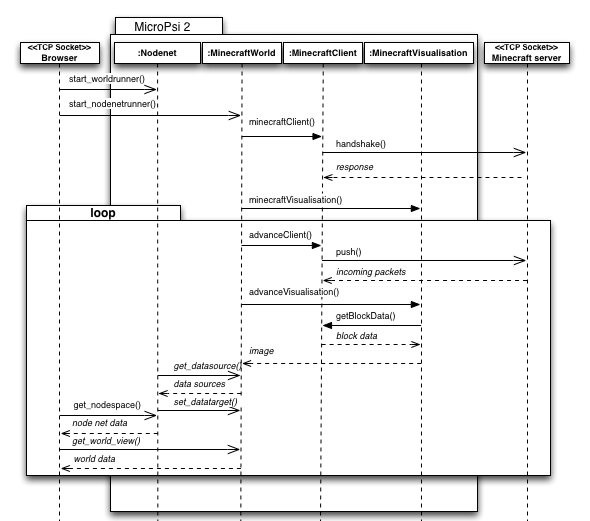 MicroPsi 2
<<TCP Socket>>
Browser
:Nodenet
:MinecraftWorld
:MinecraftClient
:MinecraftVisualisation
<<TCP Socket>>
Minecraft server
start_worldrunner()
start_nodenetrunner()
minecraftClient()
handshake()
response
minecraftVisualisation()
loop
advanceClient()
push()
incoming packets
advanceVisualisation()
getBlockData()
block data
image
get_datasource()
data sources
set_datatarget()
get_nodespace()
node net data
get_world_view()
world data